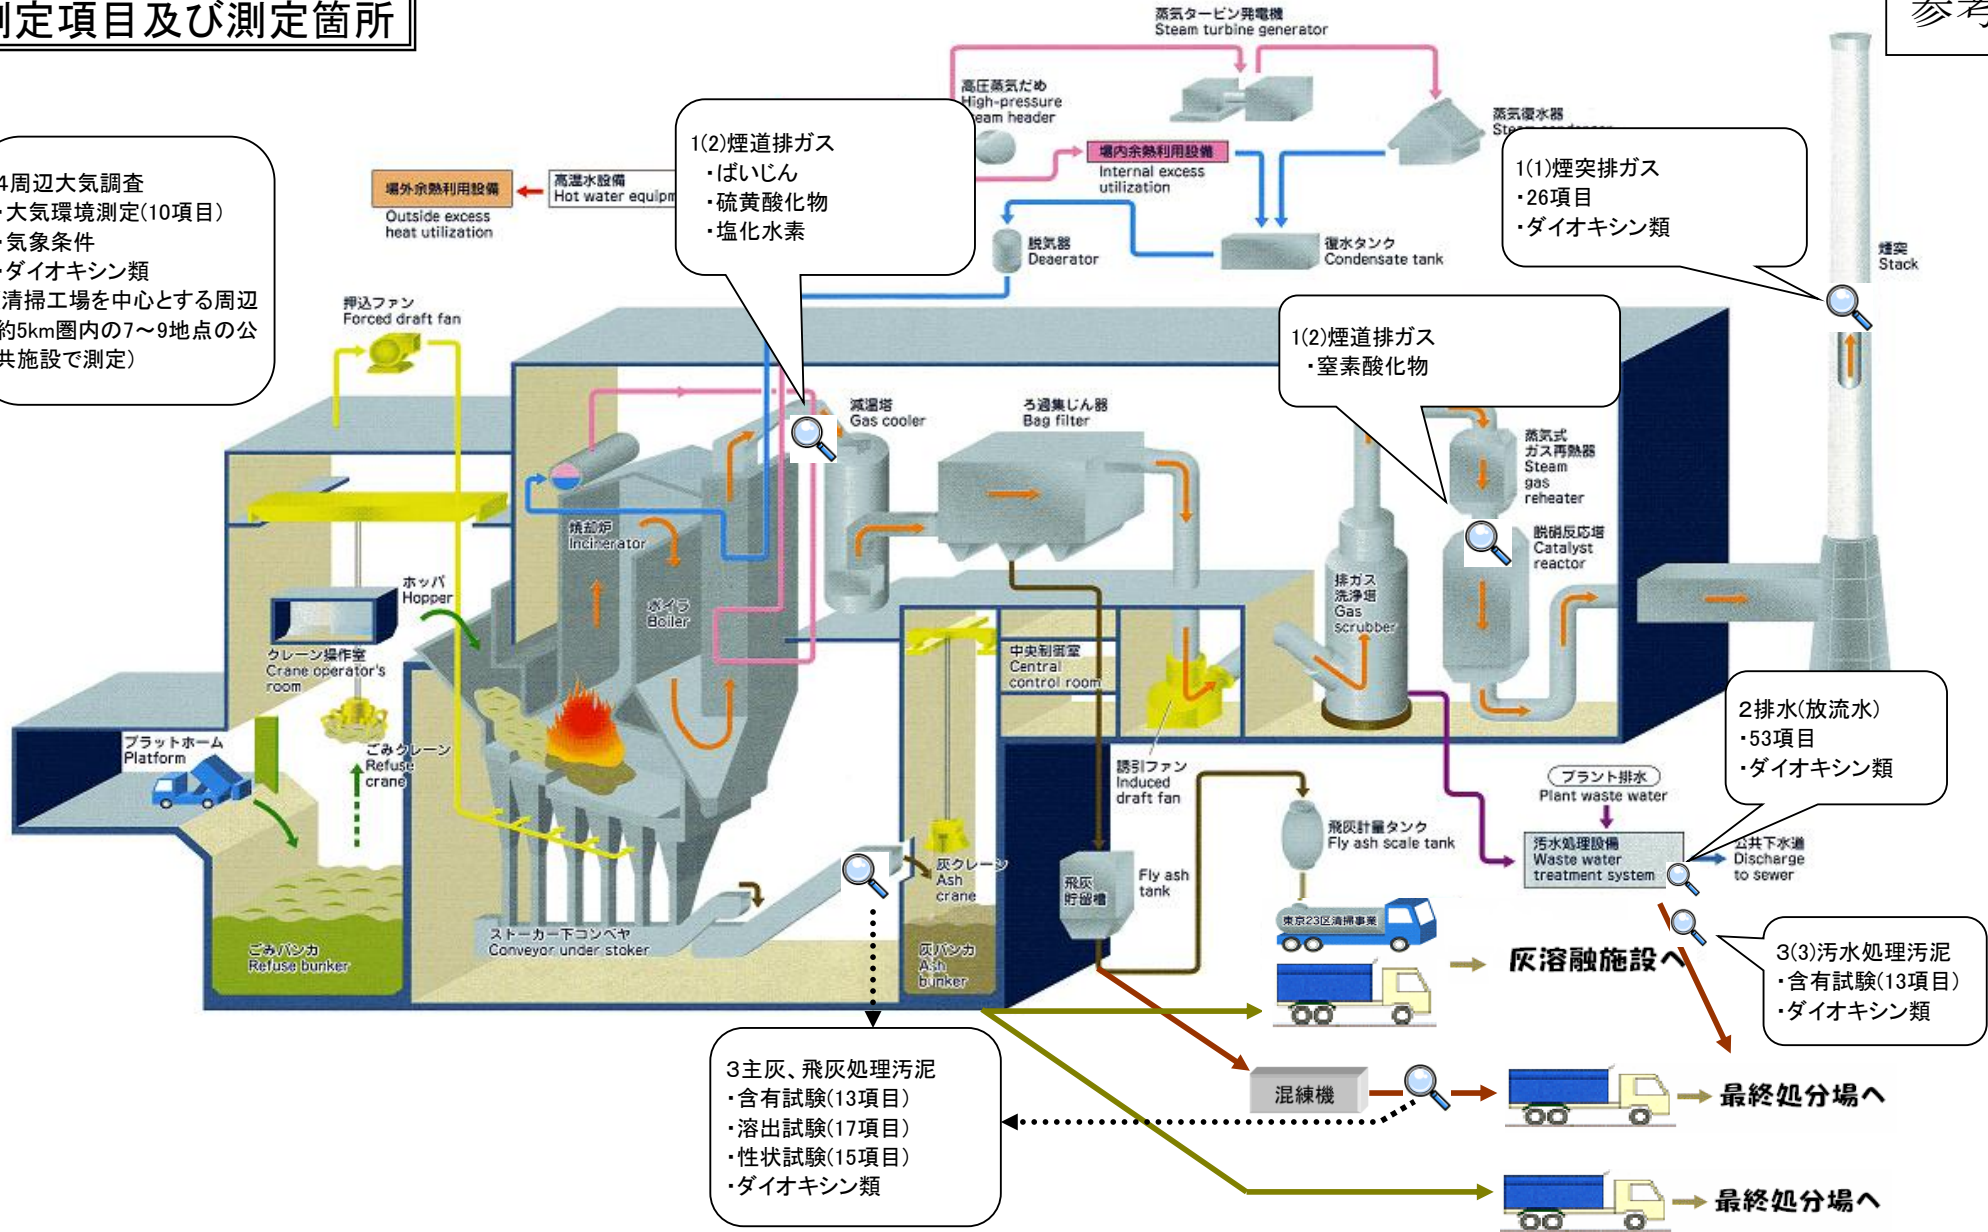 測定項目及び測定箇所
参考
蒸気タービン発電機
Steam turbine generator
高圧蒸気だめ
High-pressure
eam header
蒸気復水器
場内余熱利用設備
Internal excess
utilization
場外余熱利用設備
Outside excess
heat utilization
高温水設備
Hot water equipm
脱気器
Deaerator
復水タンク
Condensate tank
煙突
Stack
4周辺大気調査
・大気環境測定(10項目)
・気象条件
・ダイオキシン類
清掃工場を中心とする周辺
約5km圏内の7～9地点の公
共施設で測定)
1(2)煙道排ガス
・ばいじん
・硫黄酸化物
・塩化水素
1(1)煙突排ガス
・26項目
・ダイオキシン類
1(2)煙道排ガス
・窒素酸化物
押込ファン
Forced draft fan
減温塔
Gas cooler
ろ過集じん器
Bag filter
蒸気式
ガス再熱器
Steam
gas
reheater
焼却炉
Incinerator
脱硝反応塔
Catalyst
reactor
ホッパ
Hopper
ボイラ
Boiler
排ガス
洗浄塔
Gas
scrubber
クレーン操作室
Crane operator's
room
中央制御室
Central
control room
プラットホーム
Platform
ごみクレーン
Refuse
crane
誘引ファン
Induced
draft fan
2排水(放流水)
・53項目
・ダイオキシン類
プラント排水
Plant waste water
飛灰計量タンク
Fly ash scale tank
汚水処理設備
Waste water
treatment system
公共下水道
Discharge
to sewer
灰クレーン
Ash
crane
飛灰
貯留槽
Fly ash
tank
東京23区清掃事業
ストーカー下コンベヤ
Conveyor under stoker
ごみバンカ
Refuse bunker
灰バンカ
Ash
bunker
灰溶融施設へ
3(3)汚水処理汚泥
・含有試験(13項目)
・ダイオキシン類
3主灰、飛灰処理汚泥
・含有試験(13項目)
・溶出試験(17項目)
・性状試験(15項目)
・ダイオキシン類
混練機
最終処分場へ
最終処分場へ